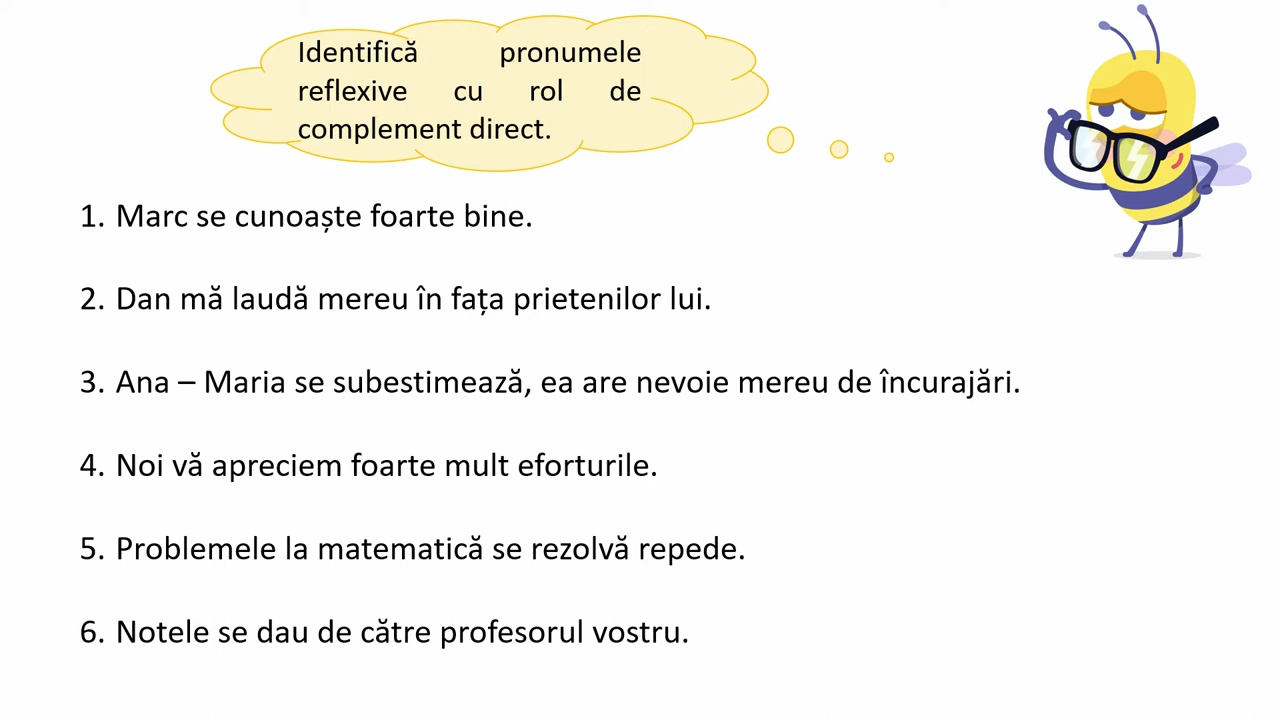 Identifică pronumele
reflexive cu rol de
complement direct.
1. Marc se cunoaște foarte bine.
2. Dan mă laudă mereu în fața prietenilor lui.
3. Ana – Maria se subestimează, ea are nevoie mereu de încurajări.
4. Noi vă apreciem foarte mult eforturile.
5. Problemele la matematică se rezolvă repede.
6. Notele se dau de către profesorul vostru.